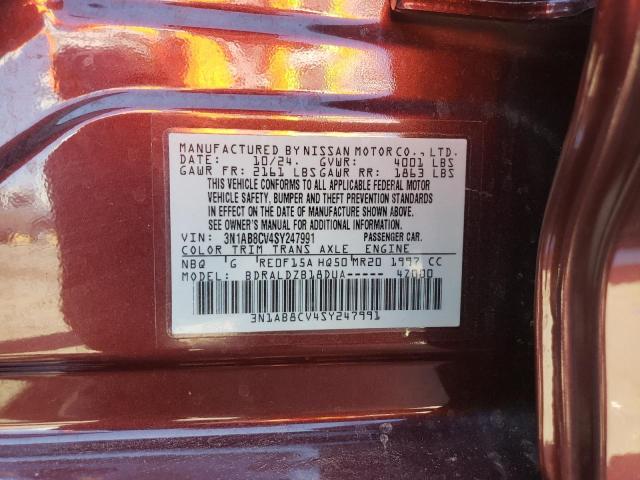 MANUFACTURED BY NISSAN MOTOR CO., LTD.
DATE: 10/24. GVWR: 4001 LBS
GAWR FR: 2161 LBS GAWR RR: 1863 LBS
THIS VEHICLE CONFORMS TO ALL APPLICABLE FEDERAL MOTOR
VEHICLE SAFETY, BUMPER AND THEFT PREVENTION STANDARDS
IN EFFECT ON THE DATE OF MANUFACTURE SHOWN ABOVE.
SEE OWNER'S MANUAL FOR ADDITIONAL INFORMATION
VIN: 3N1AB8CV4SY247991 PASSENGER CAR.
COLOR TRIM TRANS AXLE ENGINE
NBQ G RE0F15A HQ50 MR20 1997 CC
MODEL: BDRALDZB18DUA----- 4Z000
3N1AB8CV4SY247991